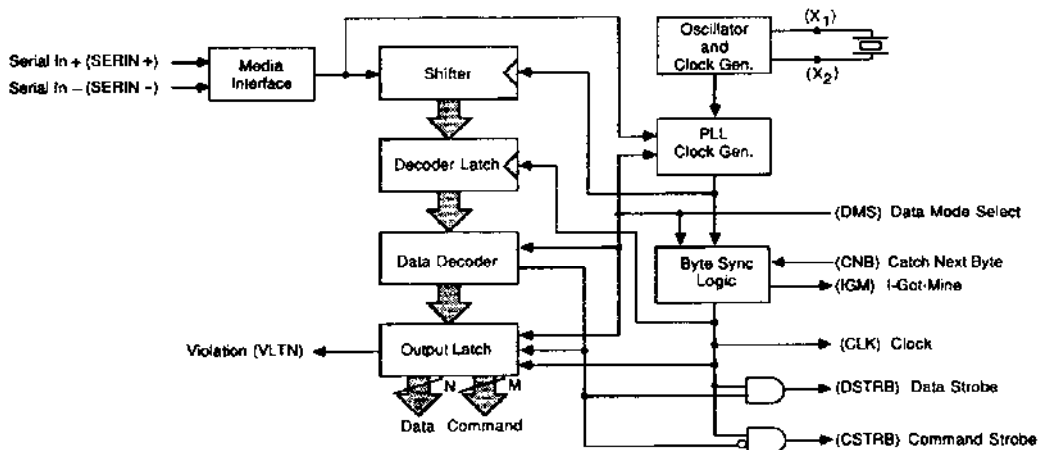 (X1)
Oscillator
and
Clock Gen.
(X2)
Serial In + (SERIN +)
Serial In – (SERIN –)
Media
Interface
Shifter
PLL
Clock Gen.
Decoder Latch
(DMS) Data Mode Select
Data Decoder
Byte Sync
Logic
(CNB) Catch Next Byte
(IGM) I-Got-Mine
Violation (VLTN)
Output Latch
(CLK) Clock
N
M
(DSTRB) Data Strobe
Data
Command
(CSTRB) Command Strobe